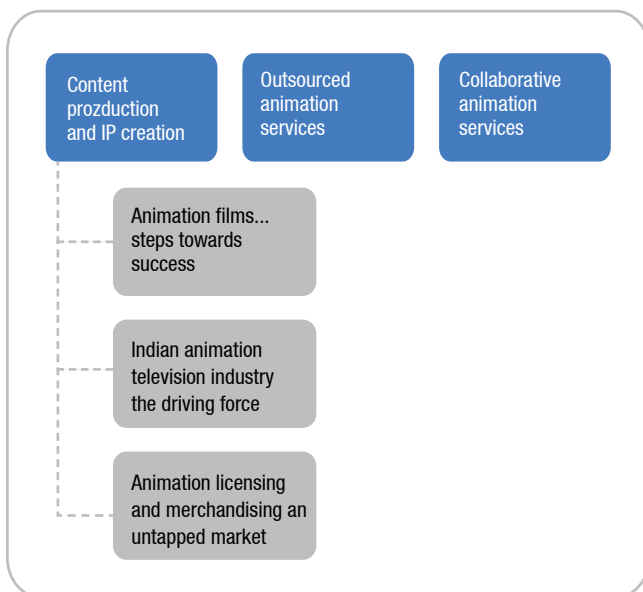 Content
prozduction
and IP creation
Outsourced
animation
services
Collaborative
animation
services
Animation films...
steps towards
success
Indian animation
television industry
the driving force
Animation licensing
and merchandising an
untapped market